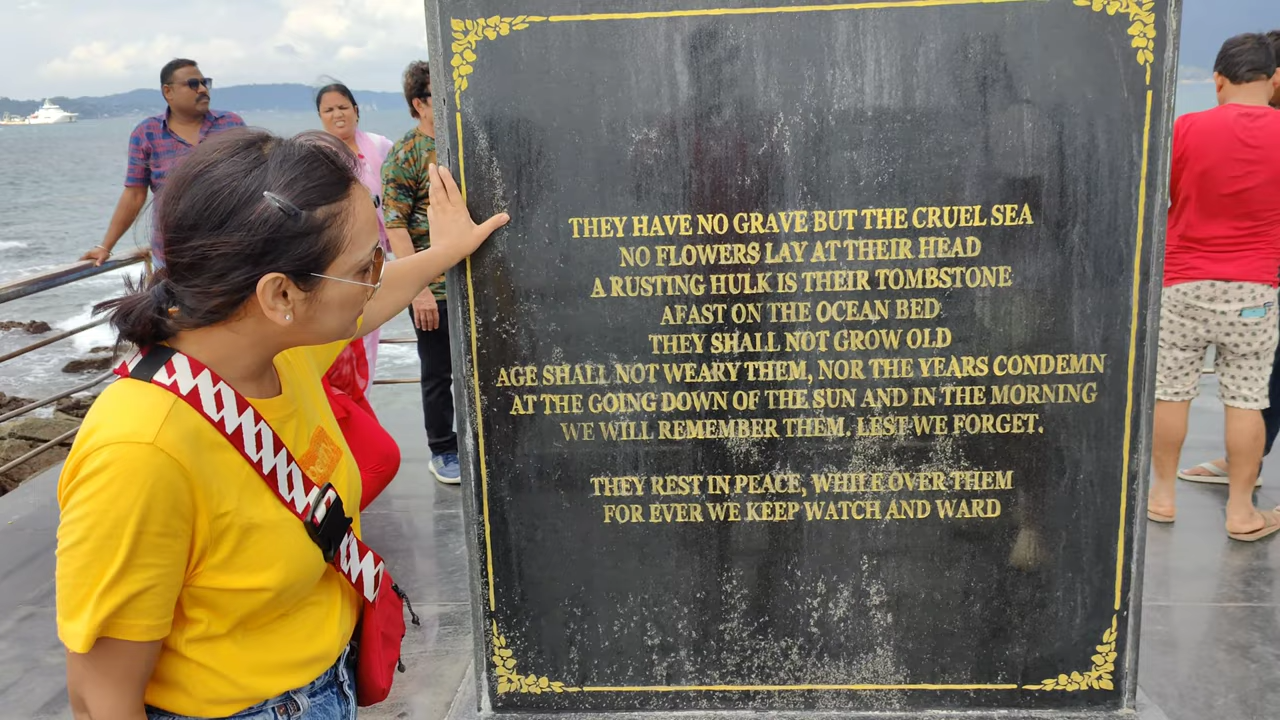 THEY HAVE NO GRAVE BUT THE CRUEL SEA
NO FLOWERS LAY AT THEIR HEAD
A RUSTING HULK IS THEIR TOMBSTONE
AFAST ON THE OCEAN BED
THEY SHALL NOT GROW OLD
AGE SHALL NOT WEARY THEM, NOR THE YEARS CONDEMN
AT THE GOING DOWN OF THE SUN AND IN THE MORNING
WE WILL REMEMBER THEM. LEST WE FORGET.
THEY REST IN PEACE, WHILE OVER THEM
FOR EVER WE KEEP WATCH AND WARD